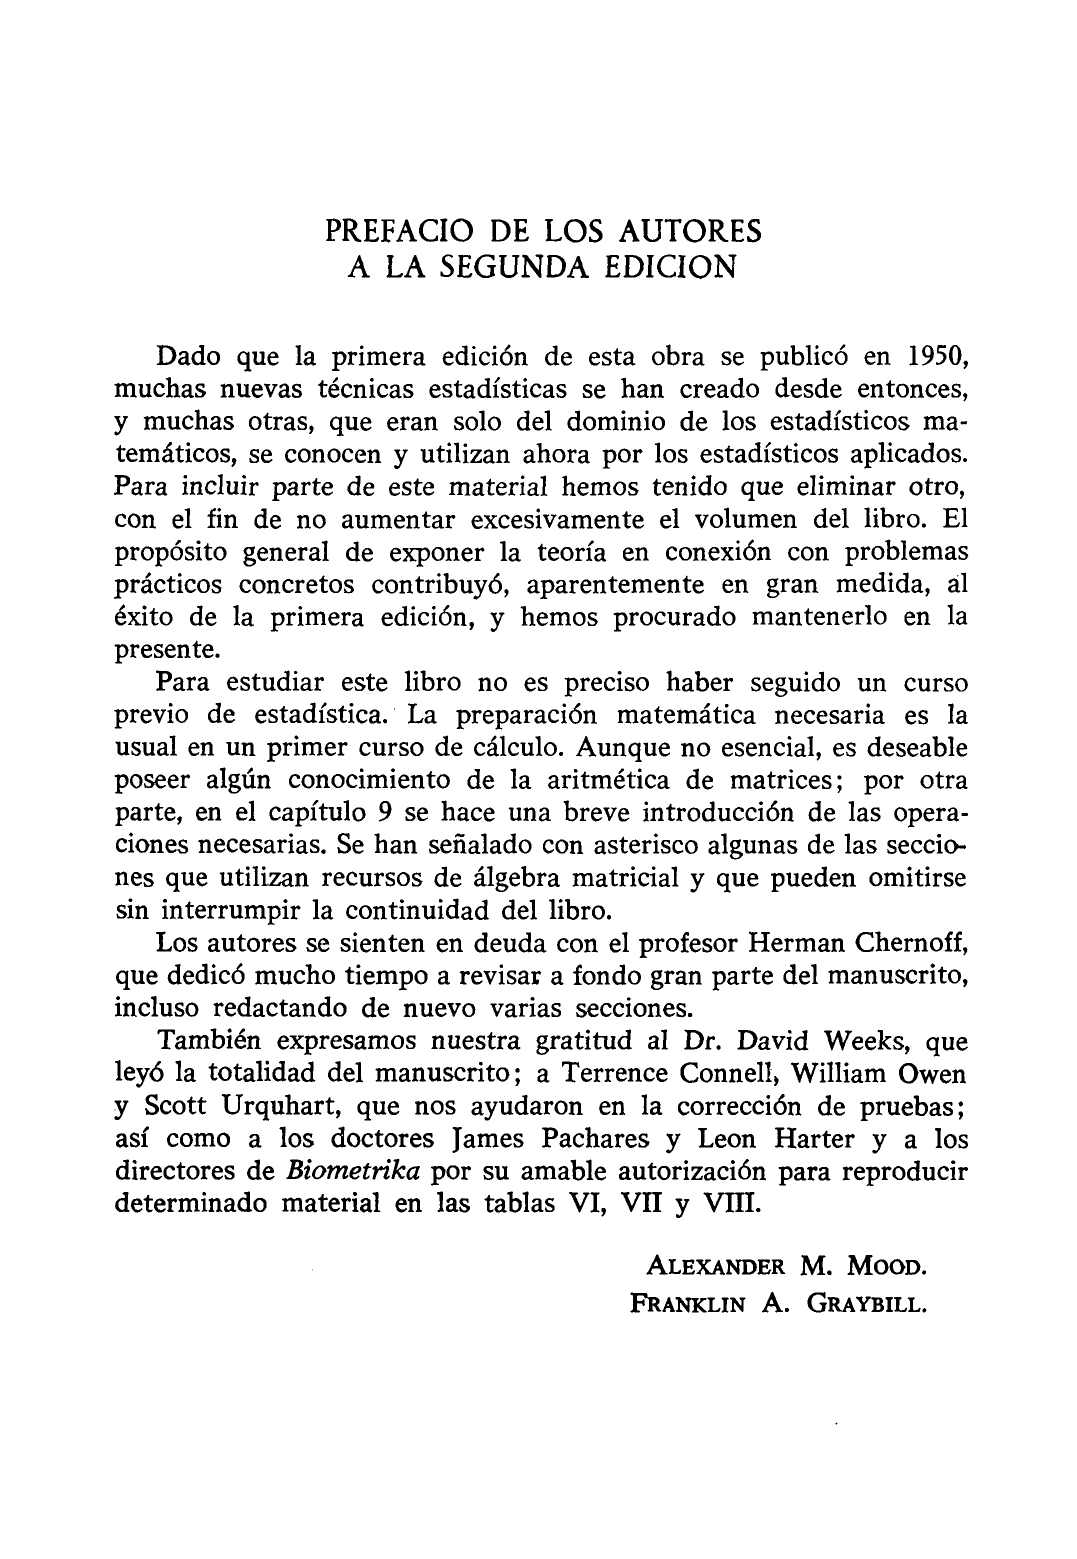 PREFACIO DE LOS AUTORES
A LA SEGUNDA EDICION
Dado que la primera edición de esta obra se publicó en 1950,
muchas nuevas técnicas estadísticas se han creado desde entonces,
y muchas otras, que eran solo del dominio de los estadísticos ma-
temáticos, se conocen y utilizan ahora por los estadísticos aplicados.
Para incluir parte de este material hemos tenido que eliminar otro,
con el fin de no aumentar excesivamente el volumen del libro. El
propósito general de exponer la teoría en conexión con problemas
prácticos concretos contribuyó, aparentemente en gran medida, al
éxito de la primera edición, y hemos procurado mantenerlo en la
presente.
Para estudiar este libro no es preciso haber seguido un curso
previo de estadística. La preparación matemática necesaria es la
usual en un primer curso de cálculo. Aunque no esencial, es deseable
poseer algún conocimiento de la aritmética de matrices; por otra
parte, en el capítulo 9 se hace una breve introducción de las opera-
ciones necesarias. Se han señalado con asterisco algunas de las seccio-
nes que utilizan recursos de álgebra matricial y que pueden omitirse
sin interrumpir la continuidad del libro.
Los autores se sienten en deuda con el profesor Herman Chernoff,
que dedicó mucho tiempo a revisar a fondo gran parte del manuscrito,
incluso redactando de nuevo varias secciones.
También expresamos nuestra gratitud al Dr. David Weeks, que
leyó la totalidad del manuscrito; a Terrence Connell, William Owen
y Scott Urquhart, que nos ayudaron en la corrección de pruebas;
así como a los doctores James Pachares y Leon Harter y a los
directores de Biometrika por su amable autorización para reproducir
determinado material en las tablas VI, VII y VIII.
ALEXANDER M. MOOD.
FRANKLIN A. GRAYBILL.